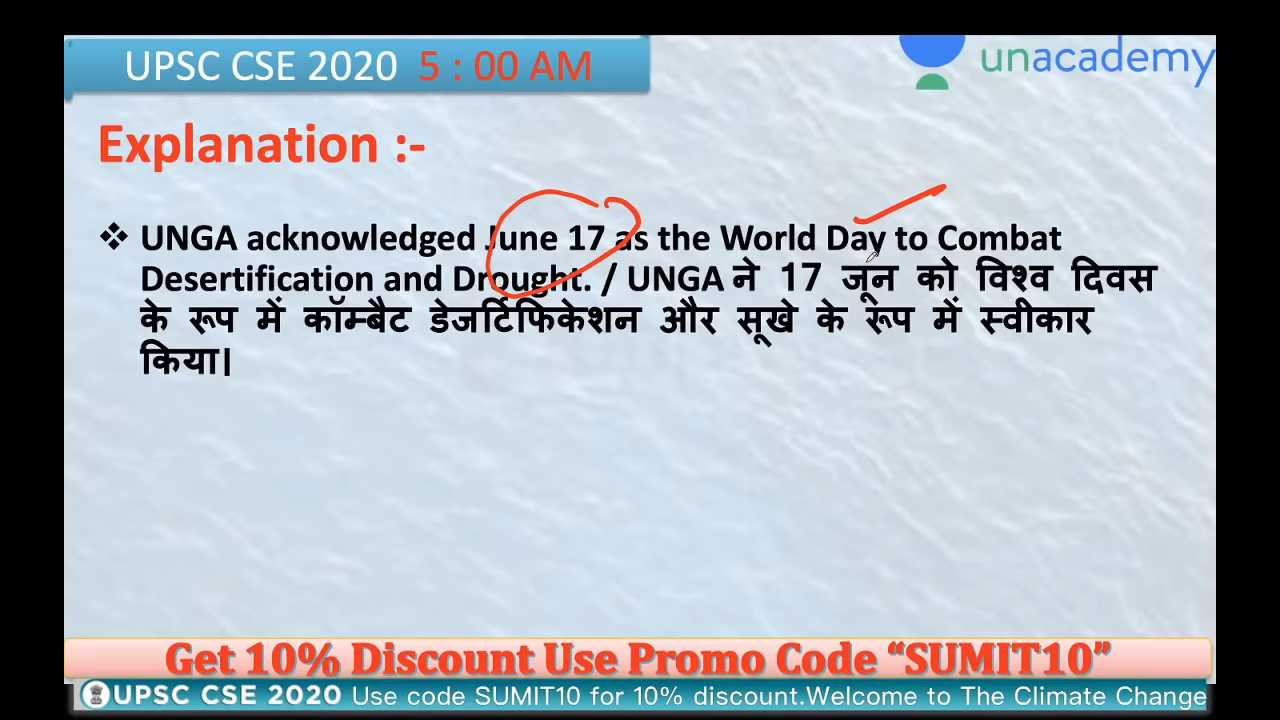 UPSC CSE 2020 5 : 00 AM
unacademy
Explanation :-
❖ UNGA acknowledged June 17 as the World Day to Combat
Desertification and Drought. / UNGA ने 17 जून को विश्व दिवस
के रूप में कॉम्बैट डेजर्टिफिकेशन और सूखे के रूप में स्वीकार
किया।
Get 10% Discount Use Promo Code “SUMIT10”
UPSC CSE 2020 Use code SUMIT10 for 10% discount.Welcome to The Climate Change